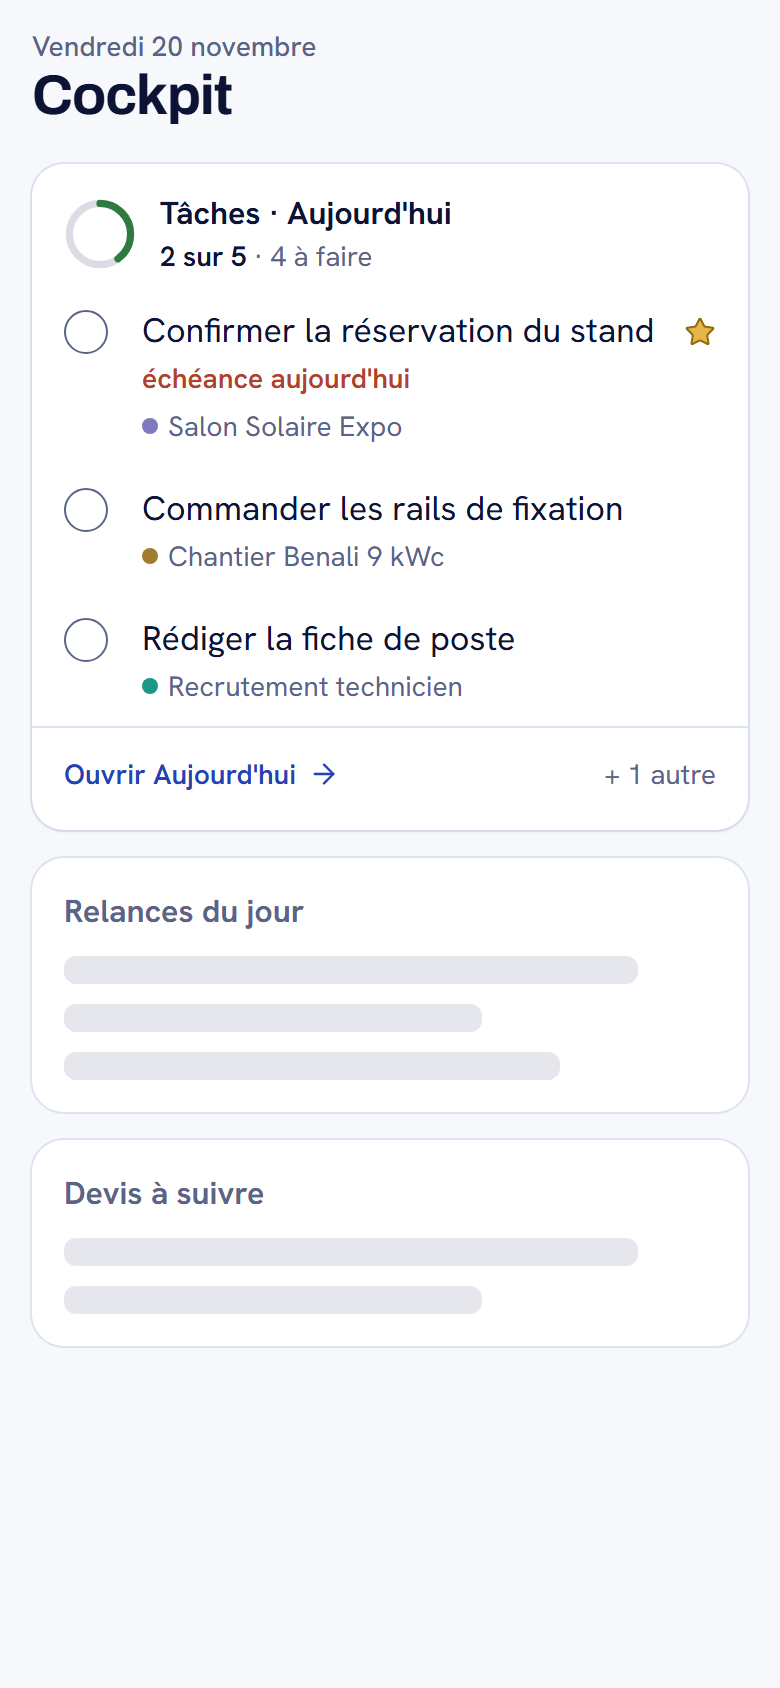 Vendredi 20 novembre
Cockpit
Tâches · Aujourd'hui
2 sur 5 · 4 à faire
Confirmer la réservation du stand
échéance aujourd'hui
Salon Solaire Expo
Commander les rails de fixation
Chantier Benali 9 kWc
Rédiger la fiche de poste
Recrutement technicien
Ouvrir Aujourd'hui → + 1 autre
Relances du jour
Devis à suivre